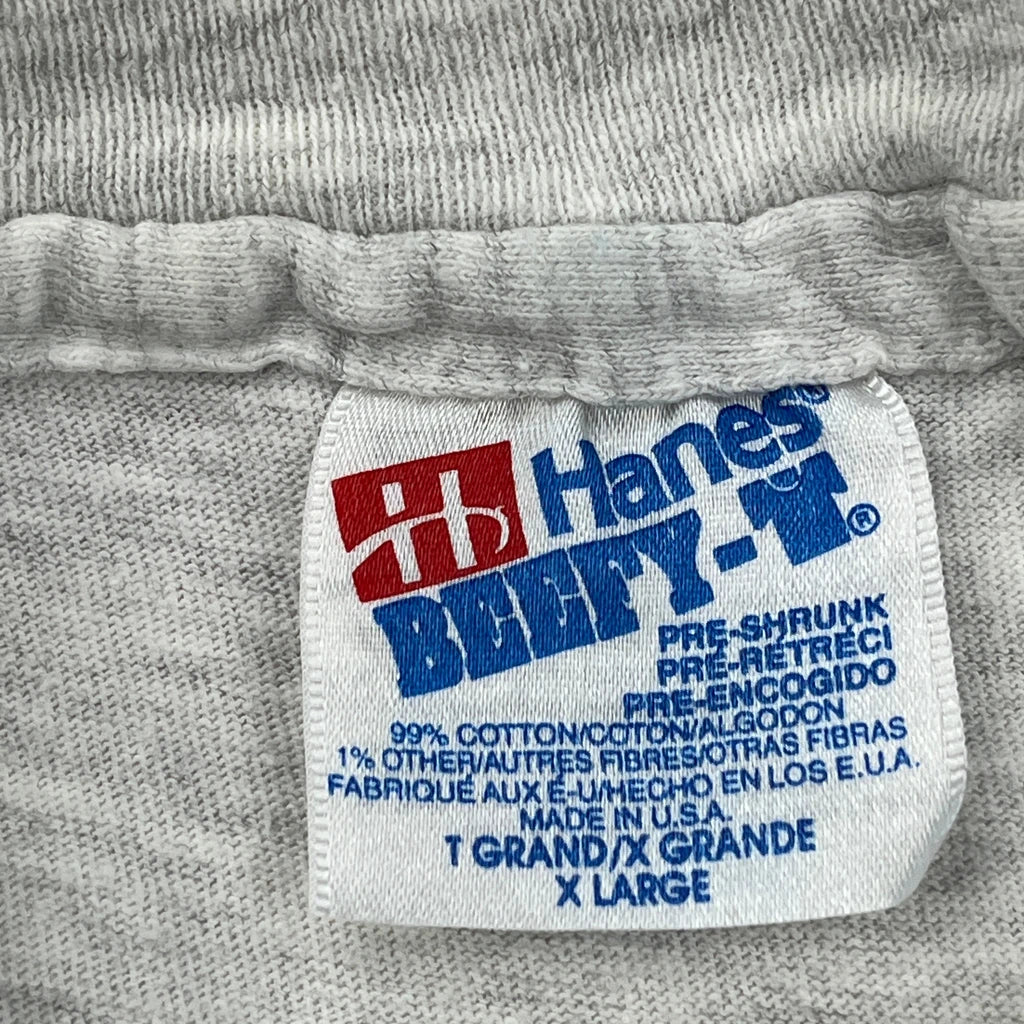 Hanes®
BEEFY-T®
PRE-SHRUNK
PRÉ-RÉTRÉCI
PRE-ENCOGIDO
99% COTTON/COTON/ALGODON
1% OTHER/AUTRES FIBRES/OTRAS FIBRAS
FABRIQUÉ AUX É-U/HECHO EN LOS E.U.A.
MADE IN U.S.A.
T GRAND/X GRANDE
X LARGE